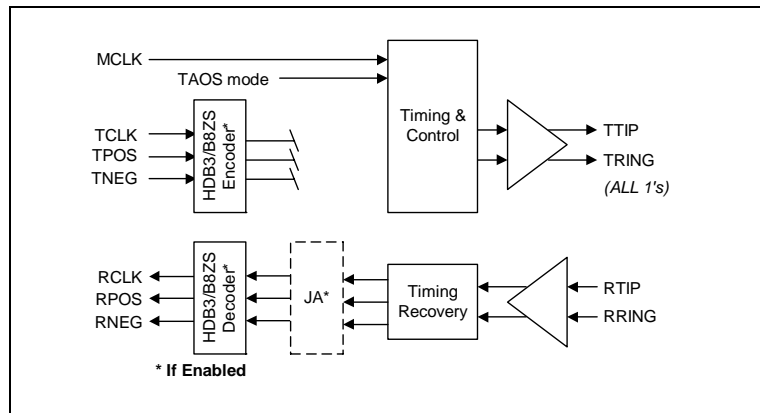 MCLK
TAOS mode
TCLK
TPOS
TNEG
HDB3/B8ZS
Encoder*
Timing &
Control
TTIP
TRING
(ALL 1's)
RCLK
RPOS
RNEG
HDB3/B8ZS
Decoder*
JA*
Timing
Recovery
RTIP
RRING
* If Enabled